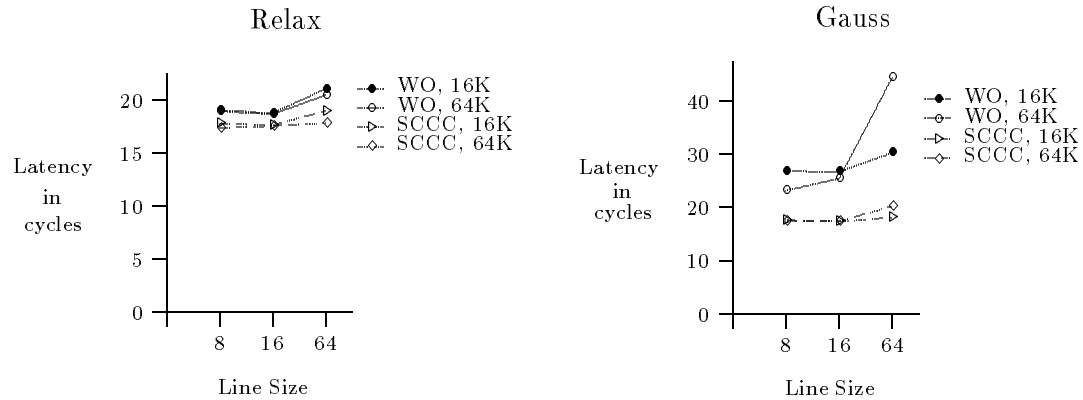 Relax
20
15
10
5
0
Latency
in
cycles
8 16 64
Line Size
WO, 16K
WO, 64K
SCCC, 16K
SCCC, 64K
Gauss
40
30
20
10
0
Latency
in
cycles
8 16 64
Line Size
WO, 16K
WO, 64K
SCCC, 16K
SCCC, 64K